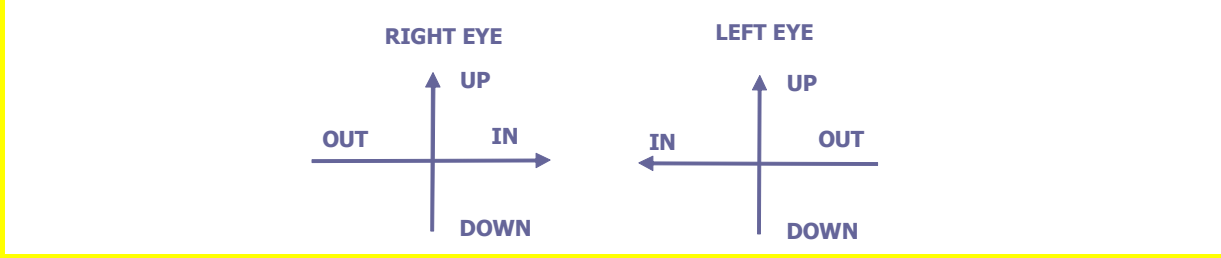 RIGHT EYE
LEFT EYE
UP
UP
OUT
IN
IN
OUT
DOWN
DOWN